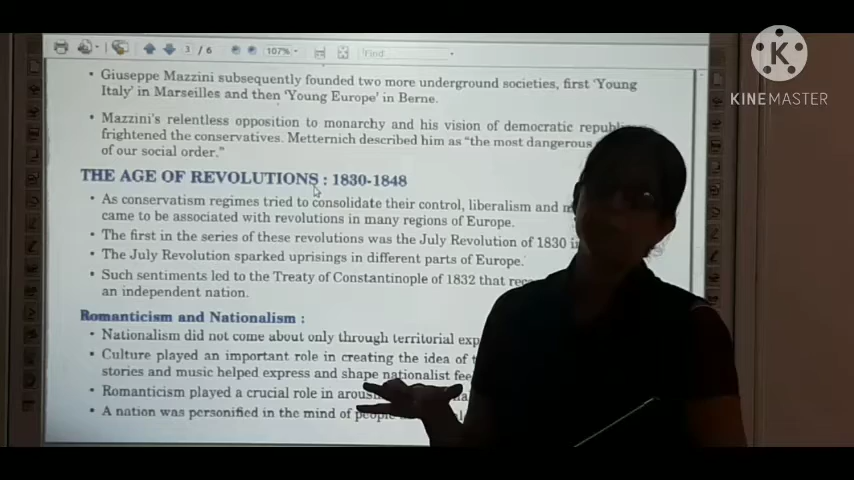 3 / 6
107%
Find
K
KINEMASTER
• Giuseppe Mazzini subsequently founded two more underground societies, first 'Young
Italy' in Marseilles and then 'Young Europe' in Berne.
• Mazzini's relentless opposition to monarchy and his vision of democratic
frightened the conservatives. Metternich described him as "the most dangerous
of our social order."
THE AGE OF REVOLUTIONS : 1830-1848
• As conservatism regimes tried to consolidate their control, liberalism and
came to be associated with revolutions in many regions of Europe.
• The first in the series of these revolutions was the July Revolution of 1830
• The July Revolution sparked uprisings in different parts of Europe.
• Such sentiments led to the Treaty of Constantinople of 1832 that
an independent nation.
Romanticism and Nationalism :
• Nationalism did not come about only through territorial
• Culture played an important role in creating the idea of
stories and music helped express and shape nationalist
• Romanticism played a crucial role in
• A nation was personified in the mind of people